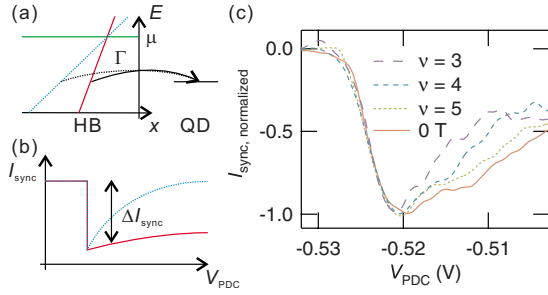 (a)
E
μ
Γ
HB
x
QD
(b)
I sync
ΔI sync
V PDC
(c)
I sync, normalized
0.0
-0.5
-1.0
ν = 3
ν = 4
ν = 5
0 T
-0.53
-0.52
-0.51
V PDC (V)